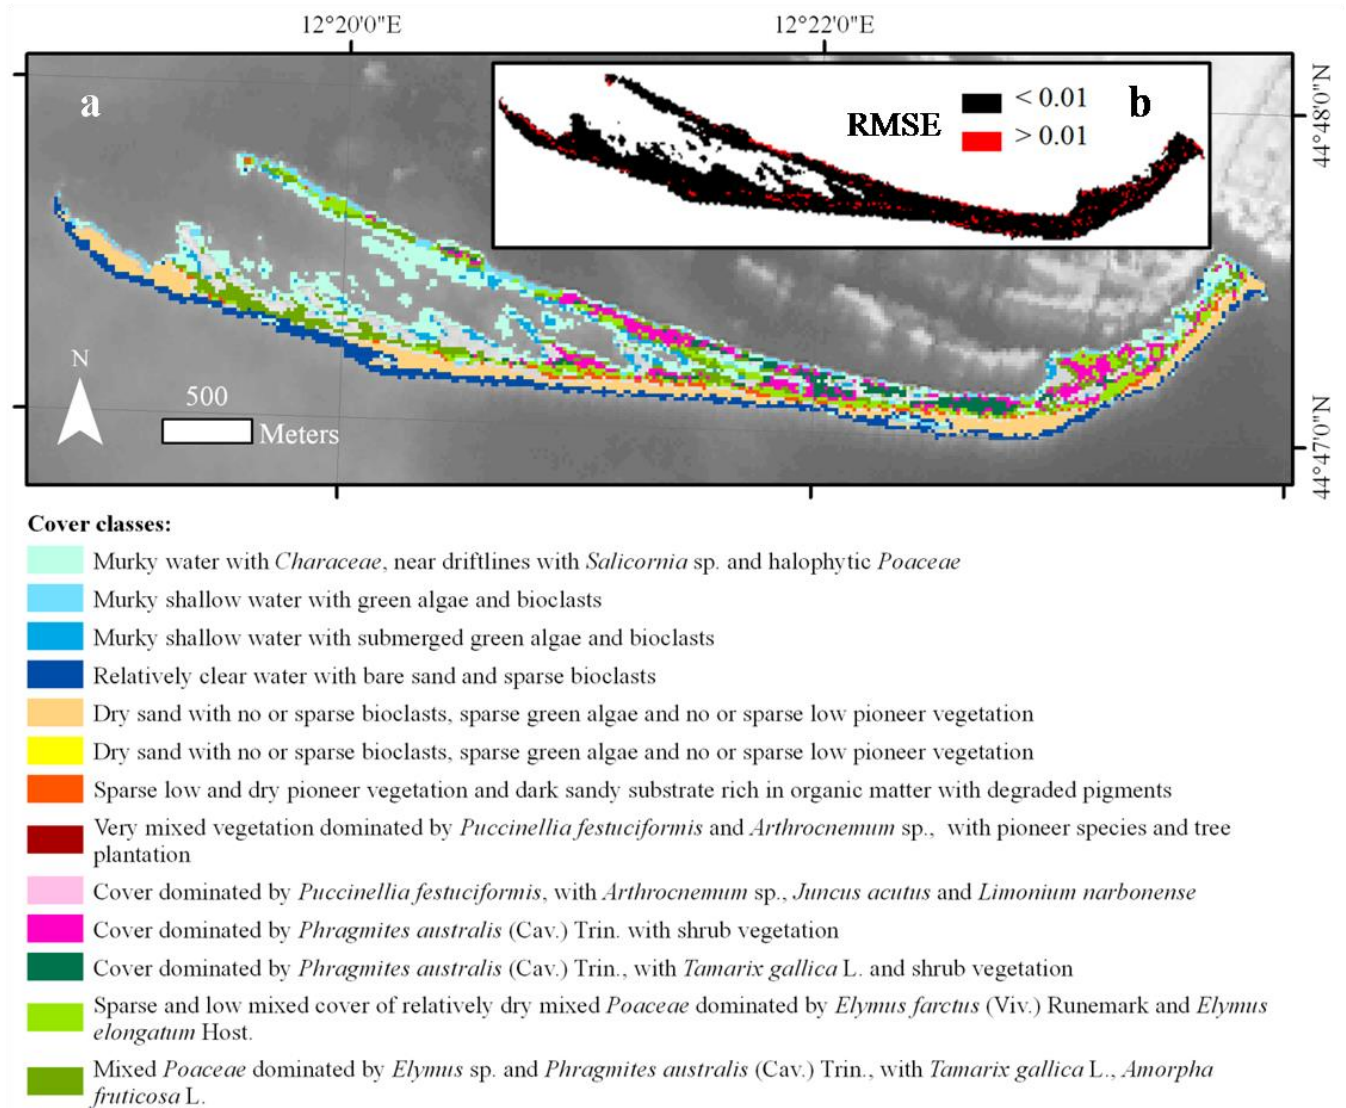 12°20'0"E 12°22'0"E
a
b
RMSE
< 0.01
> 0.01
44°48'0"N
N
500
Meters
44°47'0"N
Cover classes:
Murky water with Characeae, near driftlines with Salicornia sp. and halophytic Poaceae
Murky shallow water with green algae and bioclasts
Murky shallow water with submerged green algae and bioclasts
Relatively clear water with bare sand and sparse bioclasts
Dry sand with no or sparse bioclasts, sparse green algae and no or sparse low pioneer vegetation
Dry sand with no or sparse bioclasts, sparse green algae and no or sparse low pioneer vegetation
Sparse low and dry pioneer vegetation and dark sandy substrate rich in organic matter with degraded pigments
Very mixed vegetation dominated by Puccinellia festuciformis and Arthrocnemum sp., with pioneer species and tree
plantation
Cover dominated by Puccinellia festuciformis, with Arthrocnemum sp., Juncus acutus and Limonium narbonense
Cover dominated by Phragmites australis (Cav.) Trin. with shrub vegetation
Cover dominated by Phragmites australis (Cav.) Trin., with Tamarix gallica L. and shrub vegetation
Sparse and low mixed cover of relatively dry mixed Poaceae dominated by Elymus farctus (Viv.) Runemark and Elymus
elongatum Host.
Mixed Poaceae dominated by Elymus sp. and Phragmites australis (Cav.) Trin., with Tamarix gallica L., Amorpha
fruticosa L.